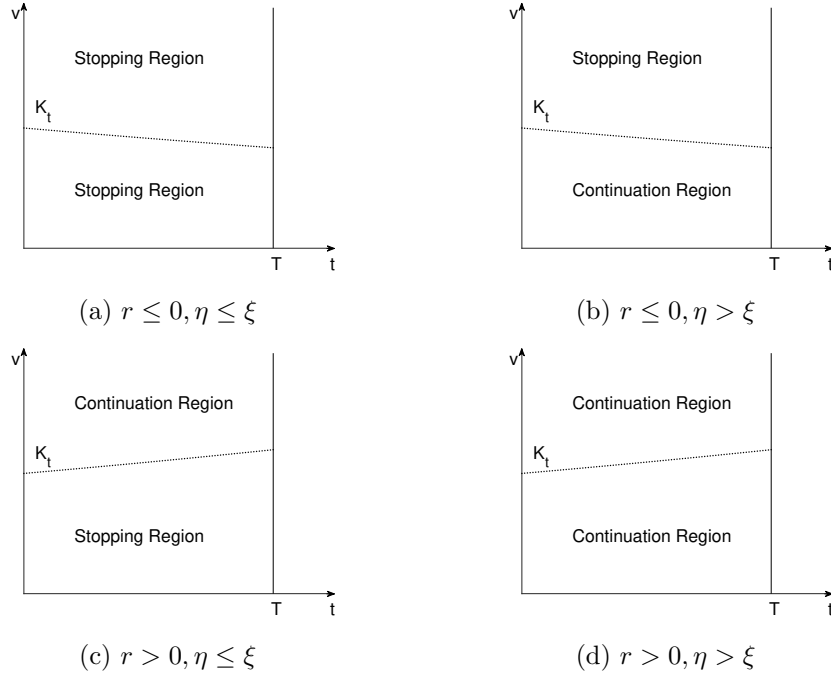 v
Stopping Region
K_t
Stopping Region
T
t
(a) r ≤ 0, η ≤ ξ
v
Stopping Region
K_t
Continuation Region
T
t
(b) r ≤ 0, η > ξ
v
Continuation Region
K_t
Stopping Region
T
t
(c) r > 0, η ≤ ξ
v
Continuation Region
K_t
Continuation Region
T
t
(d) r > 0, η > ξ